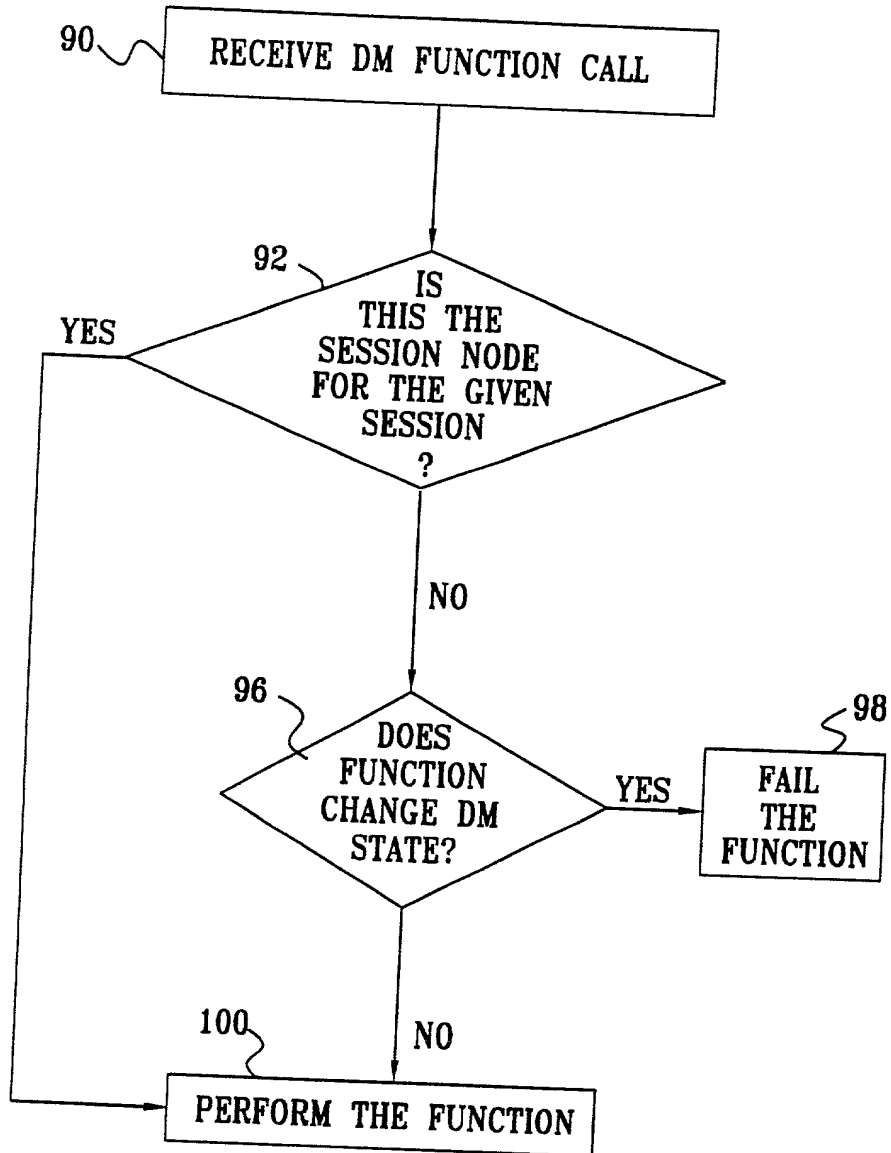 90
RECEIVE DM FUNCTION CALL
92
IS
THIS THE
SESSION NODE
FOR THE GIVEN
SESSION
?
YES
NO
96
DOES
FUNCTION
CHANGE DM
STATE?
YES
98
FAIL
THE
FUNCTION
NO
100
PERFORM THE FUNCTION